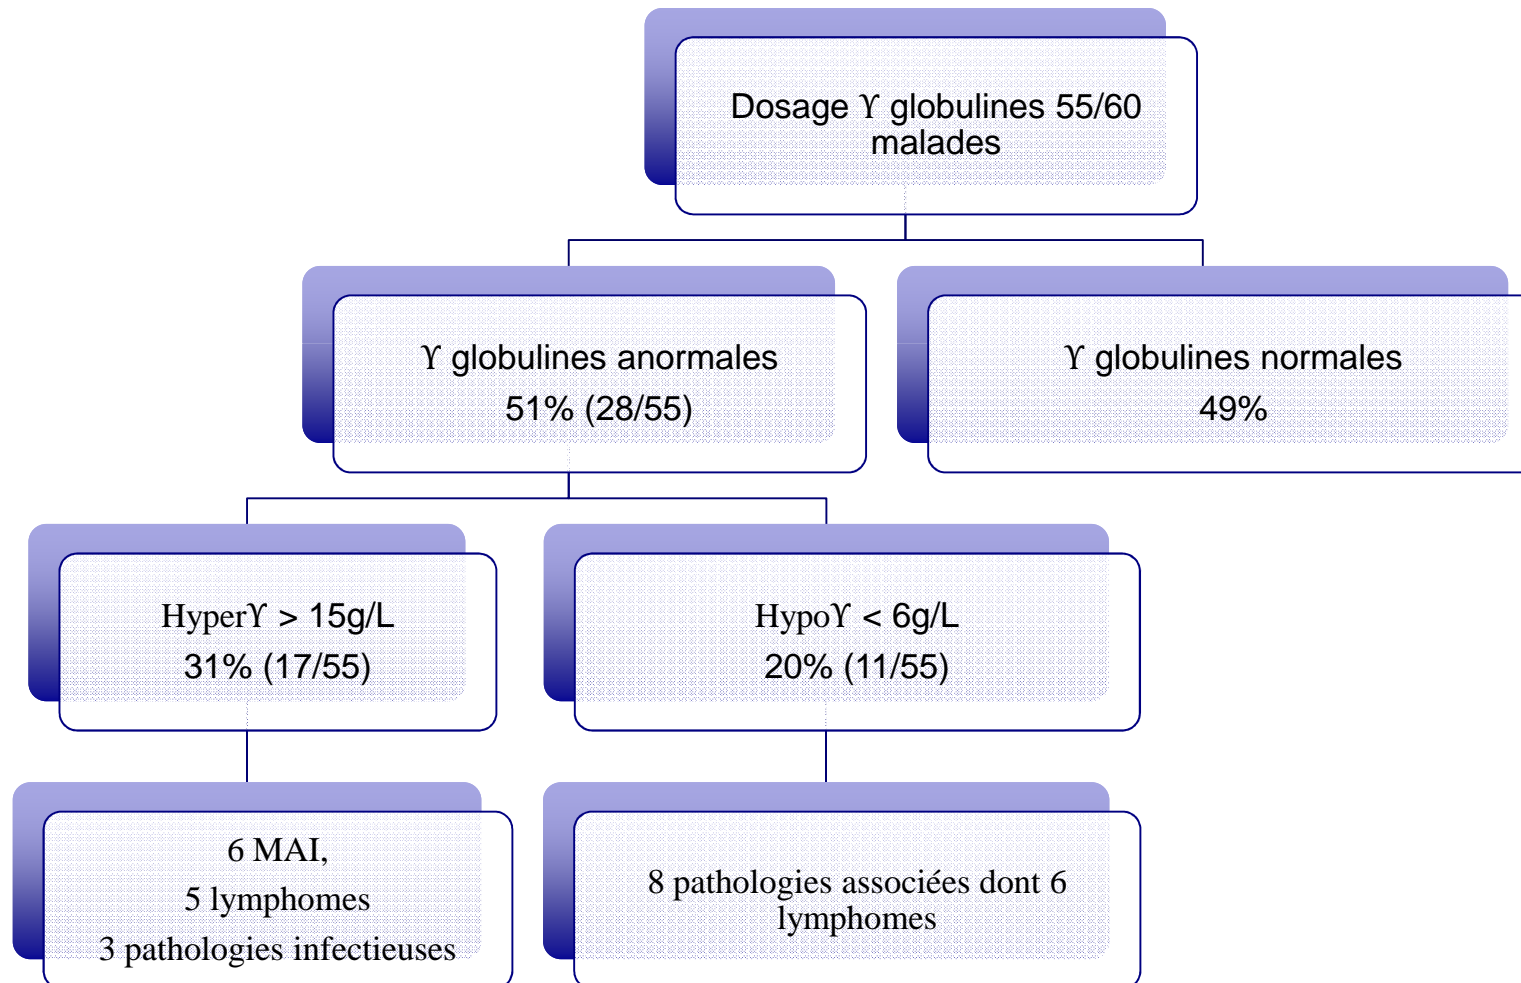 Dosage ϒ globulines 55/60
malades
ϒ globulines anormales
51% (28/55)
ϒ globulines normales
49%
Hyperϒ > 15g/L
31% (17/55)
Hypoϒ < 6g/L
20% (11/55)
6 MAI,
5 lymphomes
3 pathologies infectieuses
8 pathologies associées dont 6
lymphomes